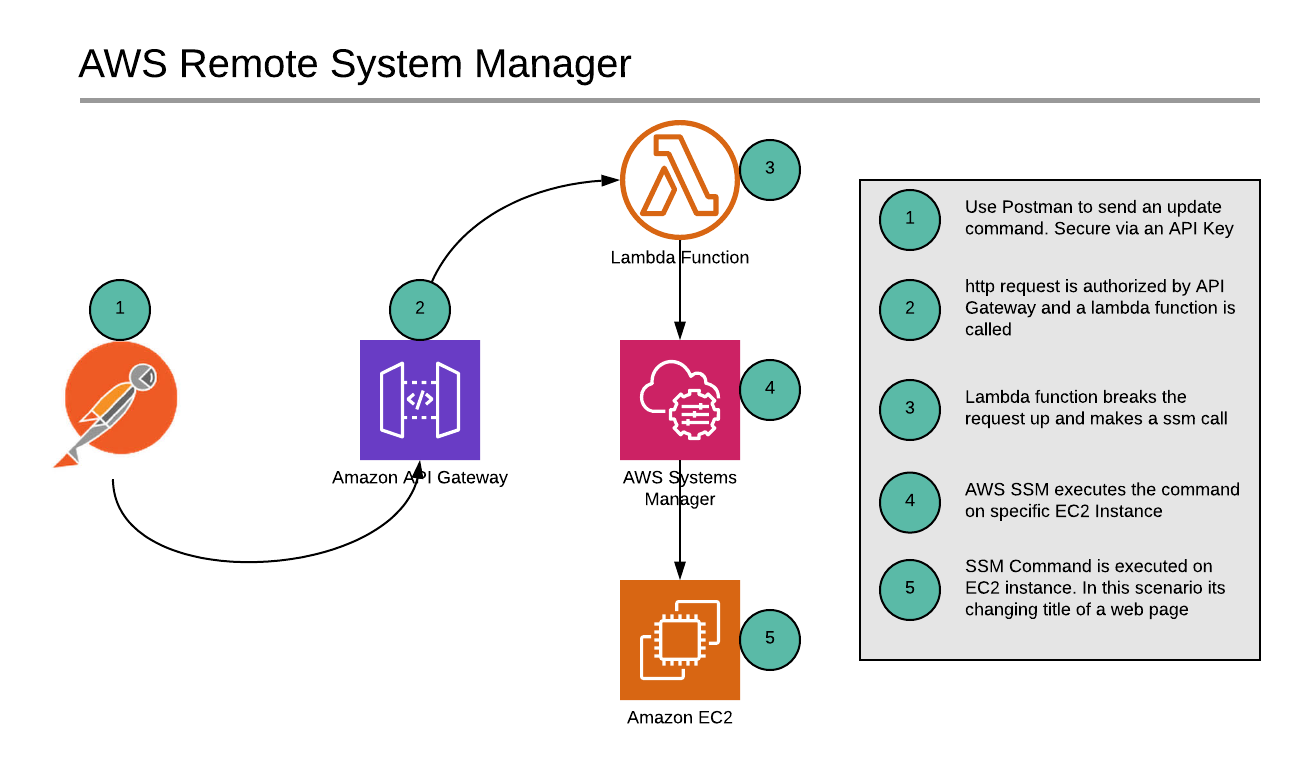 AWS Remote System Manager
3
Lambda Function
1
2
Amazon API Gateway
4
AWS Systems
Manager
5
Amazon EC2
1
Use Postman to send an update
command. Secure via an API Key
2
http request is authorized by API
Gateway and a lambda function is
called
3
Lambda function breaks the
request up and makes a ssm call
4
AWS SSM executes the command
on specific EC2 Instance
5
SSM Command is executed on
EC2 instance. In this scenario its
changing title of a web page